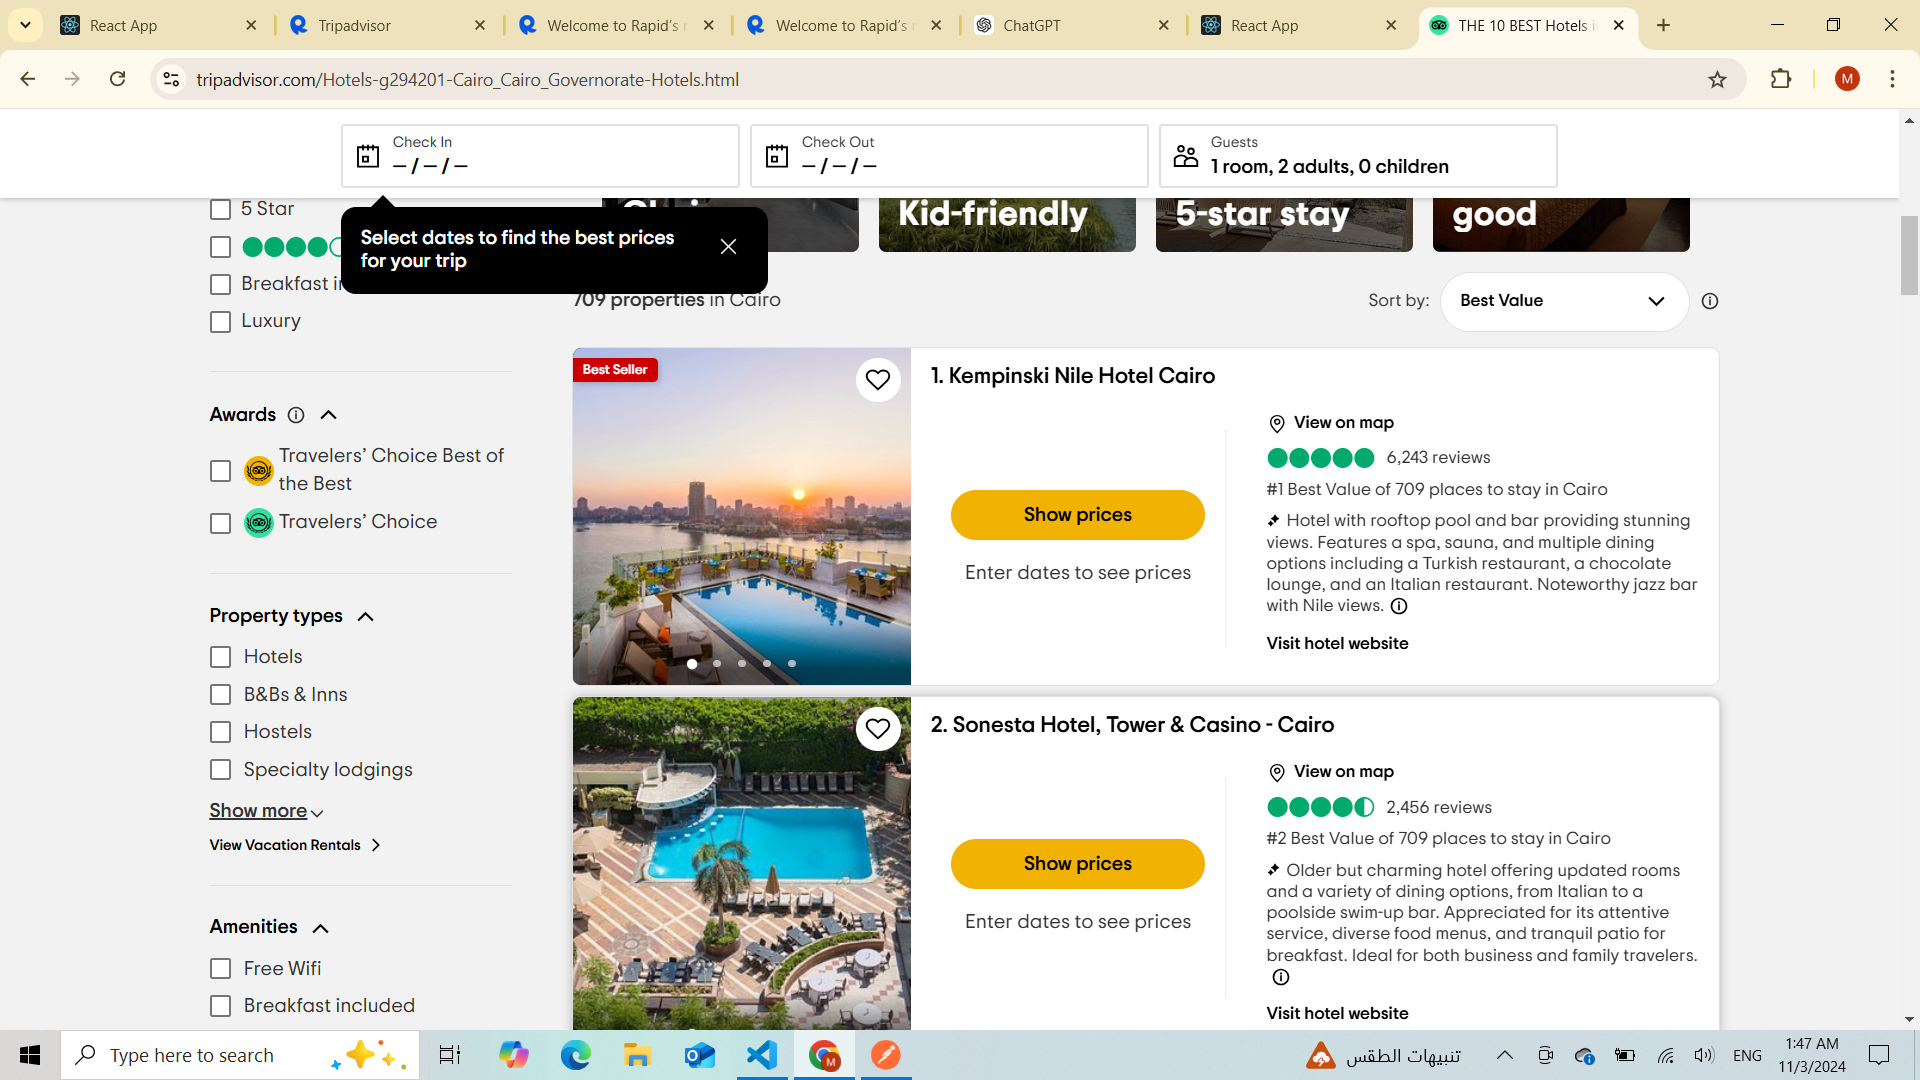 React App
Tripadvisor
Welcome to Rapid's r
Welcome to Rapid's r
ChatGPT
React App
THE 10 BEST Hotels i
tripadvisor.com/Hotels-g294201-Cairo_Cairo_Governorate-Hotels.html
M
Check In
– / – / –
Check Out
– / – / –
Guests
1 room, 2 adults, 0 children
5 Star
Breakfast i
Luxury
Select dates to find the best prices
for your trip
Kid-friendly
5-star stay
good
709 properties in Cairo
Sort by:
Best Value
Awards
Travelers' Choice Best of
the Best
Travelers' Choice
Property types
Hotels
B&Bs & Inns
Hostels
Specialty lodgings
Show more
View Vacation Rentals
Amenities
Free Wifi
Breakfast included
Best Seller
1. Kempinski Nile Hotel Cairo
Show prices
Enter dates to see prices
View on map
6,243 reviews
#1 Best Value of 709 places to stay in Cairo
Hotel with rooftop pool and bar providing stunning
views. Features a spa, sauna, and multiple dining
options including a Turkish restaurant, a chocolate
lounge, and an Italian restaurant. Noteworthy jazz bar
with Nile views.
Visit hotel website
2. Sonesta Hotel, Tower & Casino - Cairo
Show prices
Enter dates to see prices
View on map
2,456 reviews
#2 Best Value of 709 places to stay in Cairo
Older but charming hotel offering updated rooms
and a variety of dining options, from Italian to a
poolside swim-up bar. Appreciated for its attentive
service, diverse food menus, and tranquil patio for
breakfast. Ideal for both business and family travelers.
Visit hotel website
Type here to search
تنبيهات الطقس
ENG
1:47 AM
11/3/2024